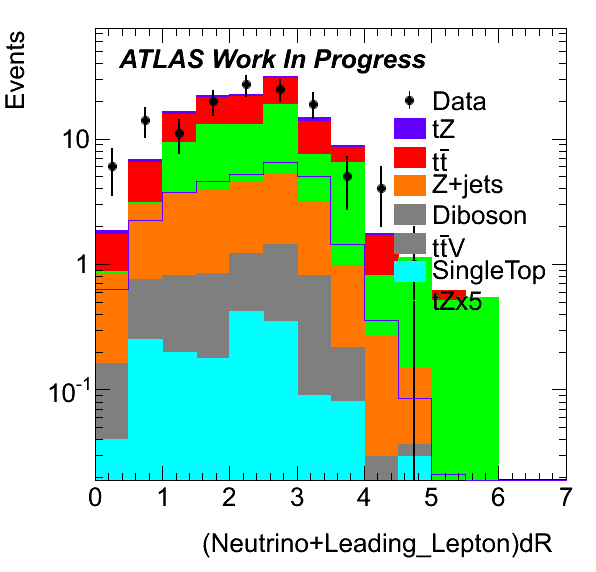 Events
ATLAS Work In Progress
Data
tZ
tt̄
Z+jets
Diboson
tt̄V
SingleTop
tZx5
10
1
10⁻¹
0 1 2 3 4 5 6 7
(Neutrino+Leading_Lepton)dR